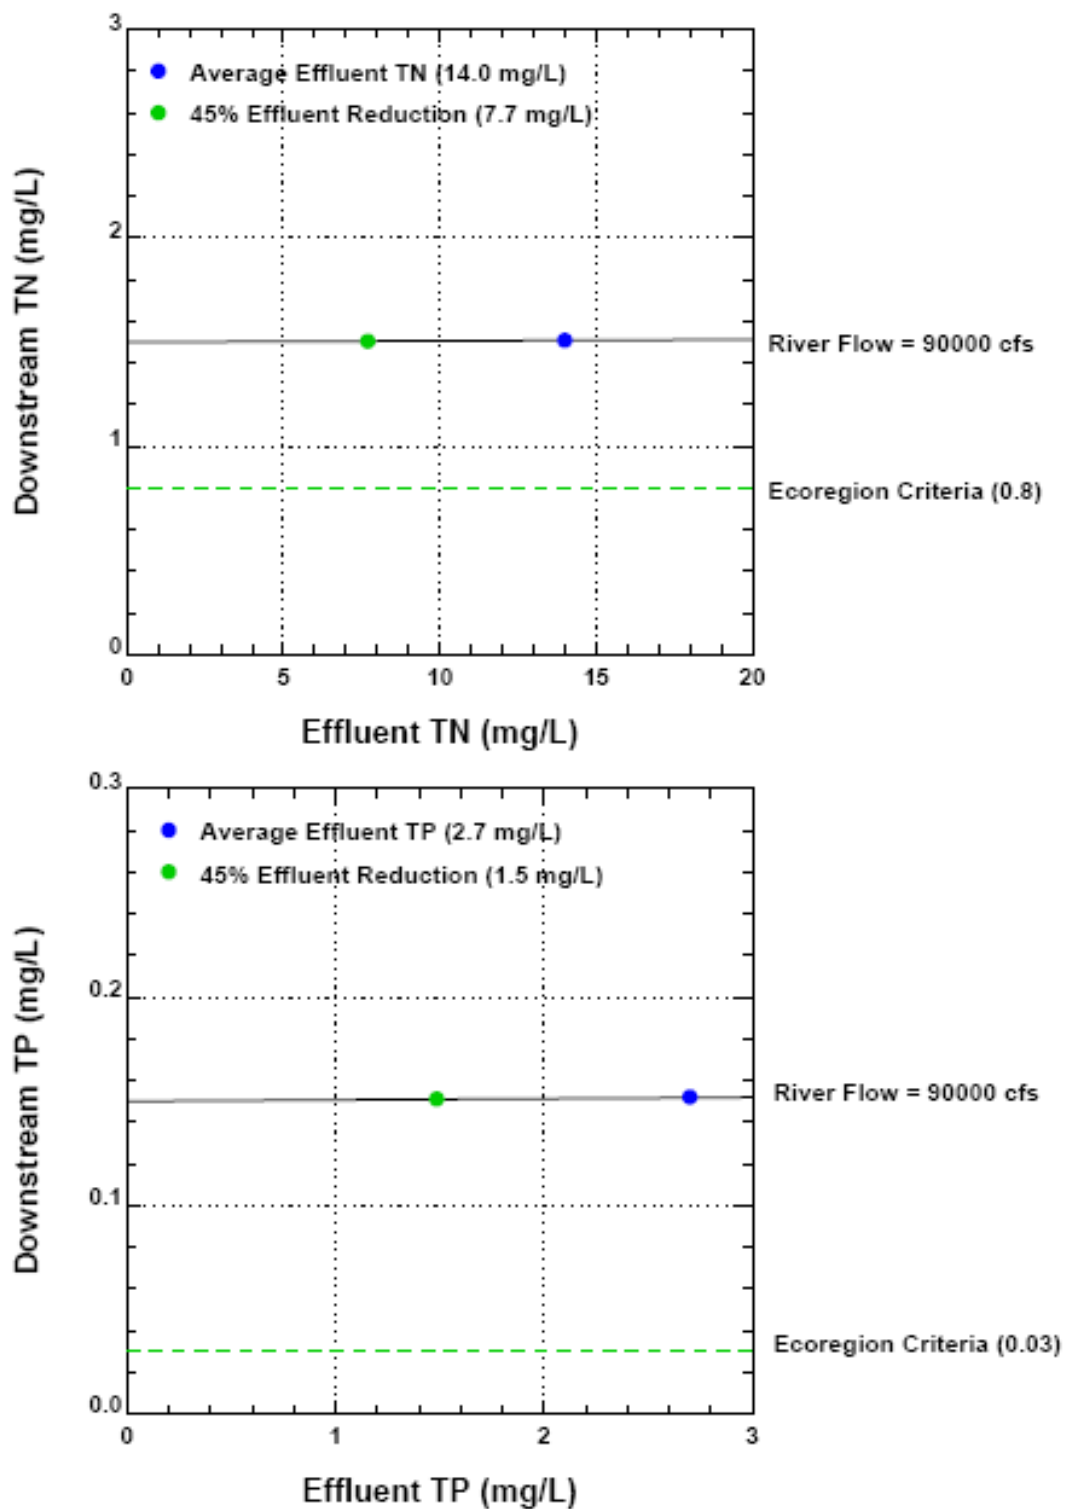 3
Average Effluent TN (14.0 mg/L)
45% Effluent Reduction (7.7 mg/L)
2
Downstream TN (mg/L)
River Flow = 90000 cfs
1
Ecoregion Criteria (0.8)
0
0 5 10 15 20
Effluent TN (mg/L)
0.3
Average Effluent TP (2.7 mg/L)
45% Effluent Reduction (1.5 mg/L)
0.2
Downstream TP (mg/L)
River Flow = 90000 cfs
0.1
Ecoregion Criteria (0.03)
0.0
0 1 2 3
Effluent TP (mg/L)